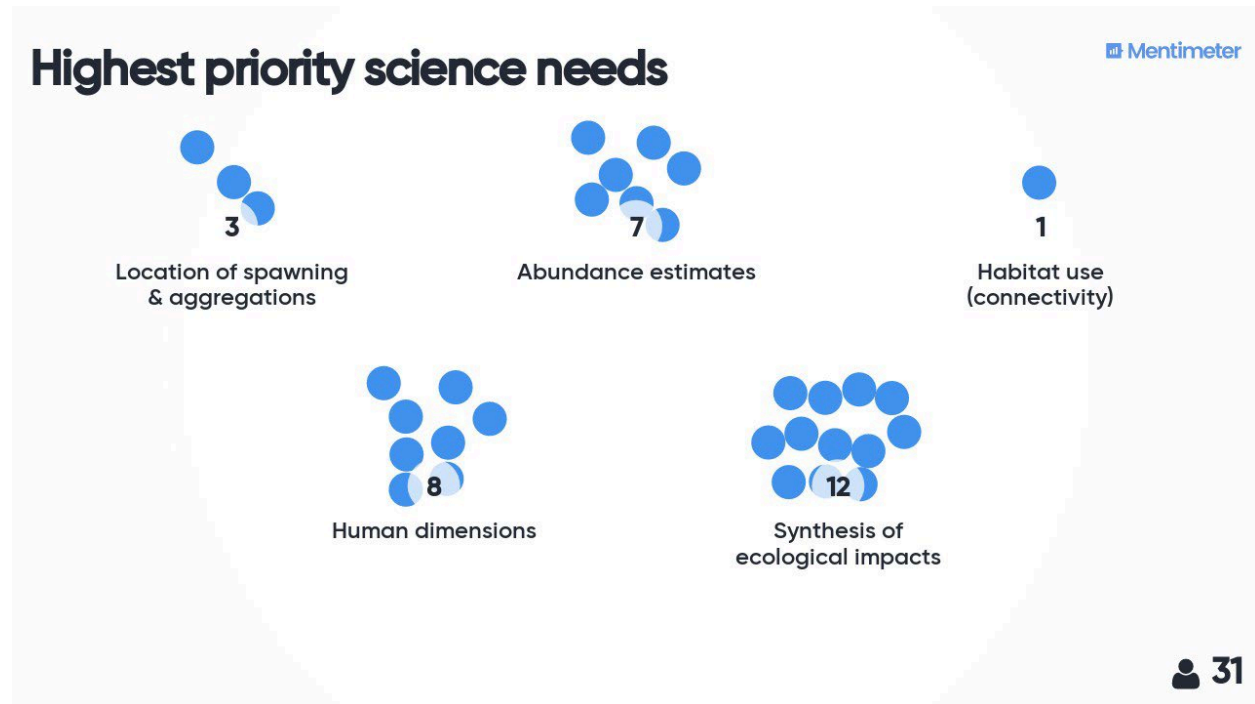 Highest priority science needs
Mentimeter
3
7
1
Location of spawning
& aggregations
Abundance estimates
Habitat use
(connectivity)
8
12
Human dimensions
Synthesis of
ecological impacts
31